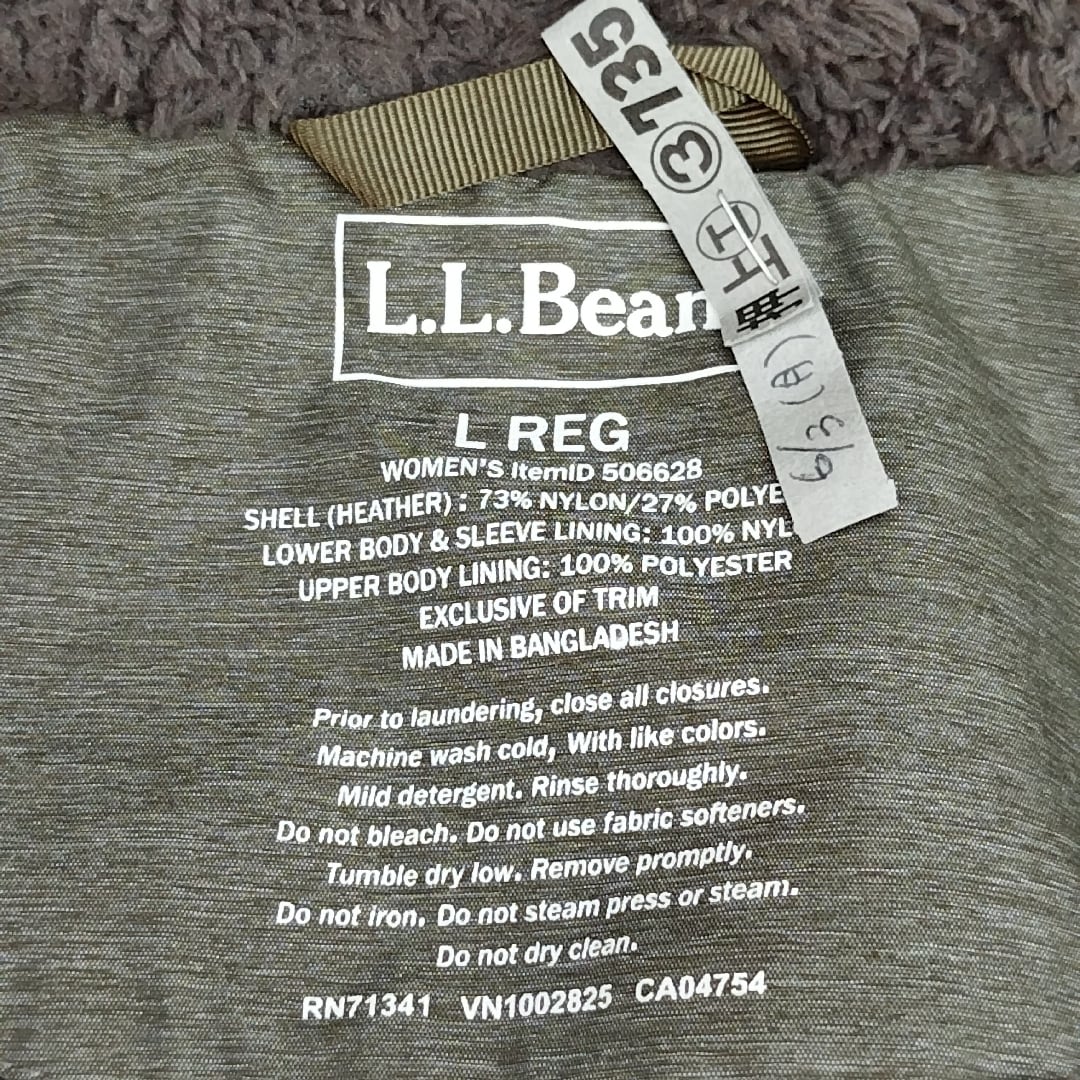 ③735
L.L.Bean
L REG
WOMEN'S ItemID 506628
SHELL (HEATHER) : 73% NYLON/27% POLYE
LOWER BODY & SLEEVE LINING: 100% NYL
UPPER BODY LINING: 100% POLYESTER
EXCLUSIVE OF TRIM
MADE IN BANGLADESH
6/3 (A)
Prior to laundering, close all closures.
Machine wash cold, With like colors.
Mild detergent. Rinse thoroughly.
Do not bleach. Do not use fabric softeners.
Tumble dry low. Remove promptly.
Do not iron. Do not steam press or steam.
Do not dry clean.
RN71341 VN1002825 CA04754